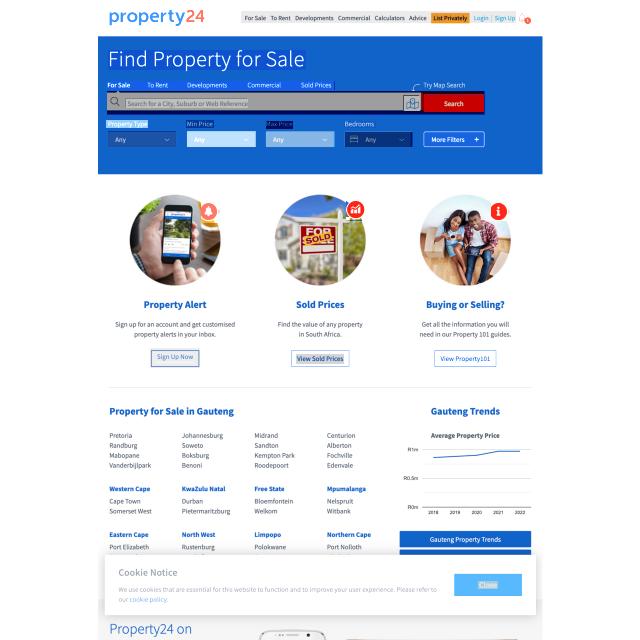 property24
For Sale To Rent Developments Commercial Calculators Advice List Privately Login | Sign Up 1
Find Property for Sale
For Sale To Rent Developments Commercial Sold Prices Try Map Search
Search for a City, Suburb or Web Reference Search
Property Type Min Price Max Price Bedrooms
Any Any Any Any More Filters +
FOR SALE
SOLD
Property Alert
Sign up for an account and get customised
property alerts in your inbox.
Sign Up Now
Sold Prices
Find the value of any property
in South Africa.
View Sold Prices
Buying or Selling?
Get all the information you will
need in our Property 101 guides.
View Property101
Property for Sale in Gauteng
Pretoria Johannesburg Midrand Centurion
Randburg Soweto Sandton Alberton
Mabopane Boksburg Kempton Park Fochville
Vanderbijlpark Benoni Roodepoort Edenvale
Western Cape KwaZulu Natal Free State Mpumalanga
Cape Town Durban Bloemfontein Nelspruit
Somerset West Pietermaritzburg Welkom Witbank
Eastern Cape North West Limpopo Northern Cape
Port Elizabeth Rustenburg Polokwane Port Nolloth
Gauteng Trends
Average Property Price
R1m
R0.5m
R0m
2018 2019 2020 2021 2022
Gauteng Property Trends
Cookie Notice
We use cookies that are essential for this website to function and to improve your user experience. Please refer to
our cookie policy.
Close
Property24 on